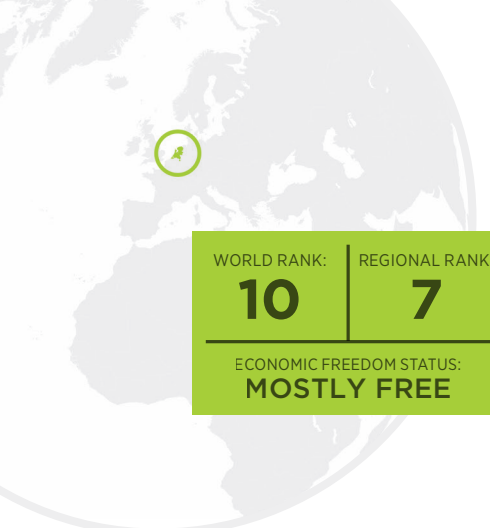 WORLD RANK:
10
REGIONAL RANK
7
ECONOMIC FREEDOM STATUS:
MOSTLY FREE